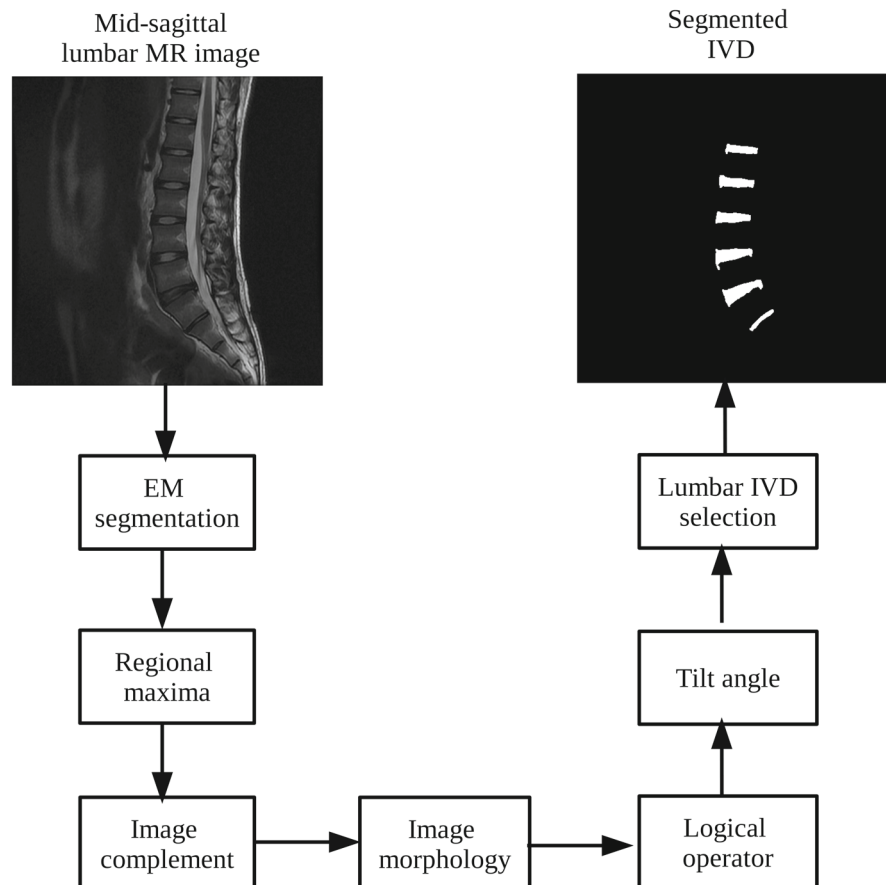 Mid-sagittal
lumbar MR image
Segmented
IVD
EM
segmentation
Regional
maxima
Image
complement
Image
morphology
Logical
operator
Tilt angle
Lumbar IVD
selection